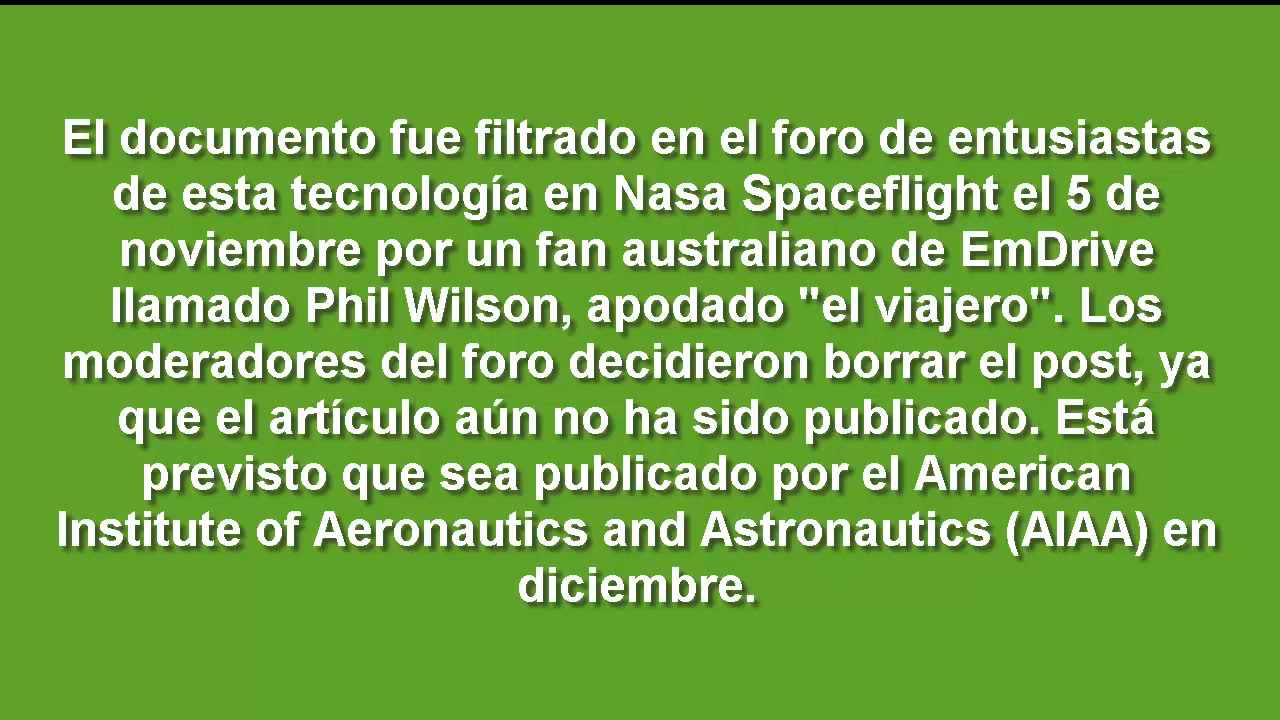 El documento fue filtrado en el foro de entusiastas
de esta tecnología en Nasa Spaceflight el 5 de
noviembre por un fan australiano de EmDrive
llamado Phil Wilson, apodado "el viajero". Los
moderadores del foro decidieron borrar el post, ya
que el artículo aún no ha sido publicado. Está
previsto que sea publicado por el American
Institute of Aeronautics and Astronautics (AIAA) en
diciembre.